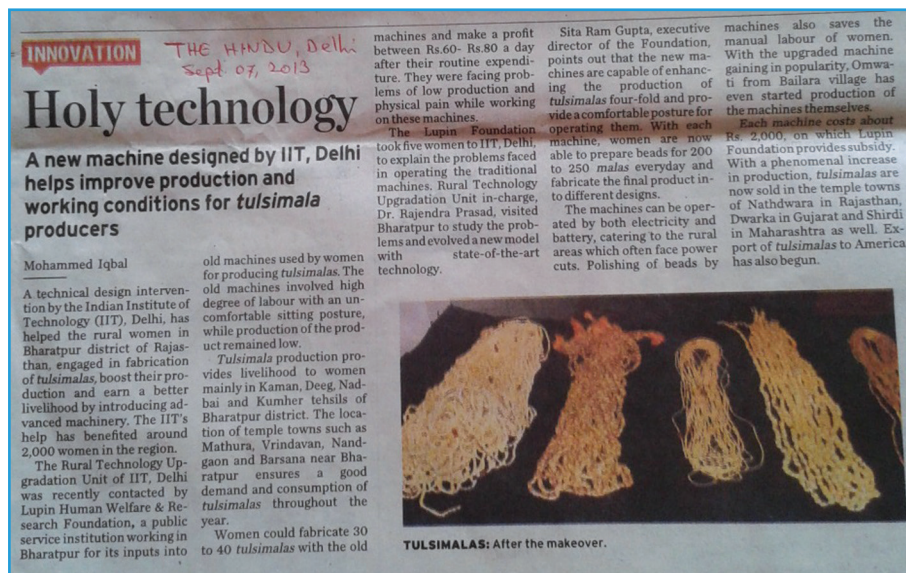 INNOVATION
THE HINDU, Delhi
Sept 07, 2013
Holy technology
A new machine designed by IIT, Delhi
helps improve production and
working conditions for tulsimala
producers
Mohammed Iqbal
A technical design interven-
tion by the Indian Institute of
Technology (IIT), Delhi, has
helped the rural women in
Bharatpur district of Rajas-
than, engaged in fabrication
of tulsimalas, boost their pro-
duction and earn a better
livelihood by introducing ad-
vanced machinery. The IIT's
help has benefited around
2,000 women in the region.
The Rural Technology Up-
gradation Unit of IIT, Delhi
was recently contacted by
Lupin Human Welfare & Re-
search Foundation, a public
service institution working in
Bharatpur for its inputs into
old machines used by women
for producing tulsimalas. The
old machines involved high
degree of labour with an un-
comfortable sitting posture,
while production of the prod-
uct remained low.
Tulsimala production pro-
vides livelihood to women
mainly in Kaman, Deeg, Nad-
bai and Kumher tehsils of
Bharatpur district. The loca-
tion of temple towns such as
Mathura, Vrindavan, Nand-
gaon and Barsana near Bha-
ratpur ensures a good
demand and consumption of
tulsimalas throughout the
year.
Women could fabricate 30
to 40 tulsimalas with the old
machines and make a profit
between Rs.60- Rs.80 a day
after their routine expendi-
ture. They were facing prob-
lems of low production and
physical pain while working
on these machines.
The Lupin Foundation
took five women to IIT, Delhi,
to explain the problems faced
in operating the traditional
machines. Rural Technology
Upgradation Unit in-charge,
Dr. Rajendra Prasad, visited
Bharatpur to study the prob-
lems and evolved a new model
with state-of-the-art
technology.
Sita Ram Gupta, executive
director of the Foundation,
points out that the new ma-
chines are capable of enhanc-
ing the production of
tulsimalas four-fold and pro-
vide a comfortable posture for
operating them. With each
machine, women are now
able to prepare beads for 200
to 250 malas everyday and
fabricate the final product in-
to different designs.
The machines can be oper-
ated by both electricity and
battery, catering to the rural
areas which often face power
cuts. Polishing of beads by
machines also saves the
manual labour of women.
With the upgraded machine
gaining in popularity, Omwa-
ti from Bailara village has
even started production of
the machines themselves.
Each machine costs about
Rs. 2,000, on which Lupin
Foundation provides subsidy.
With a phenomenal increase
in production, tulsimalas are
now sold in the temple towns
of Nathdwara in Rajasthan,
Dwarka in Gujarat and Shirdi
in Maharashtra as well. Ex-
port of tulsimalas to America
has also begun.
TULSIMALAS: After the makeover.